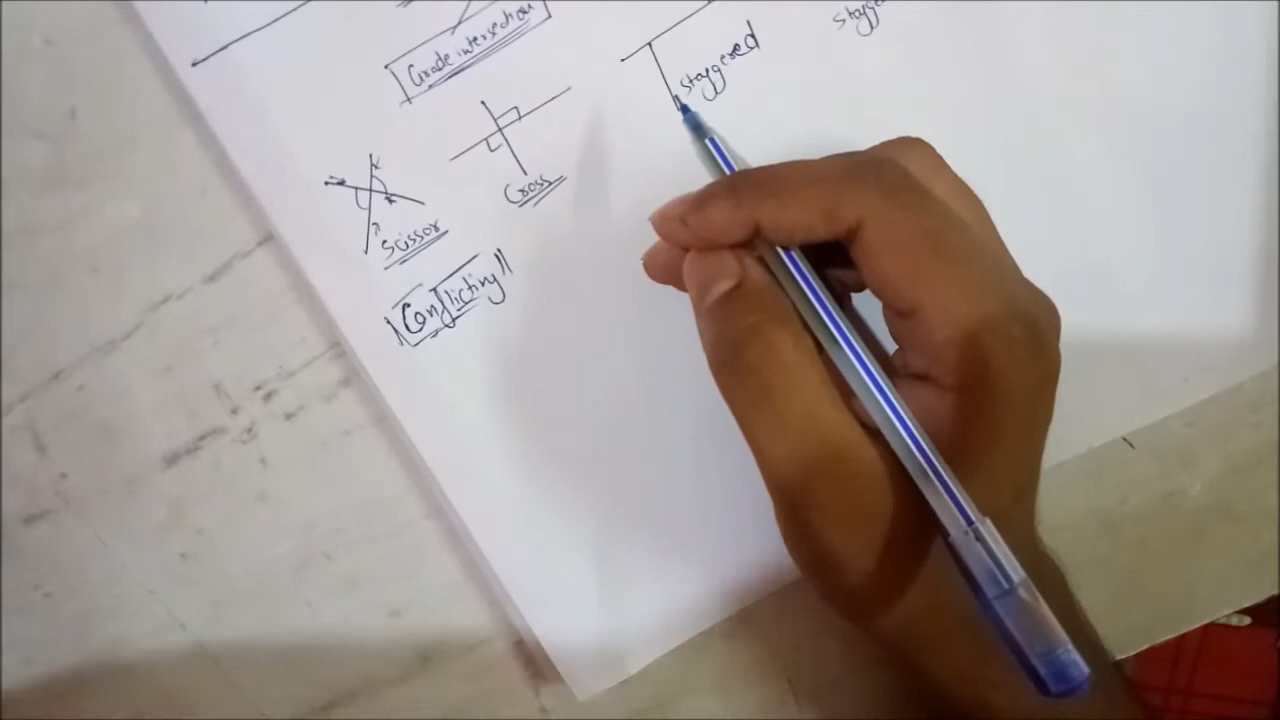 Grade intersection
staggered
Cross
Scissor
Conflicting